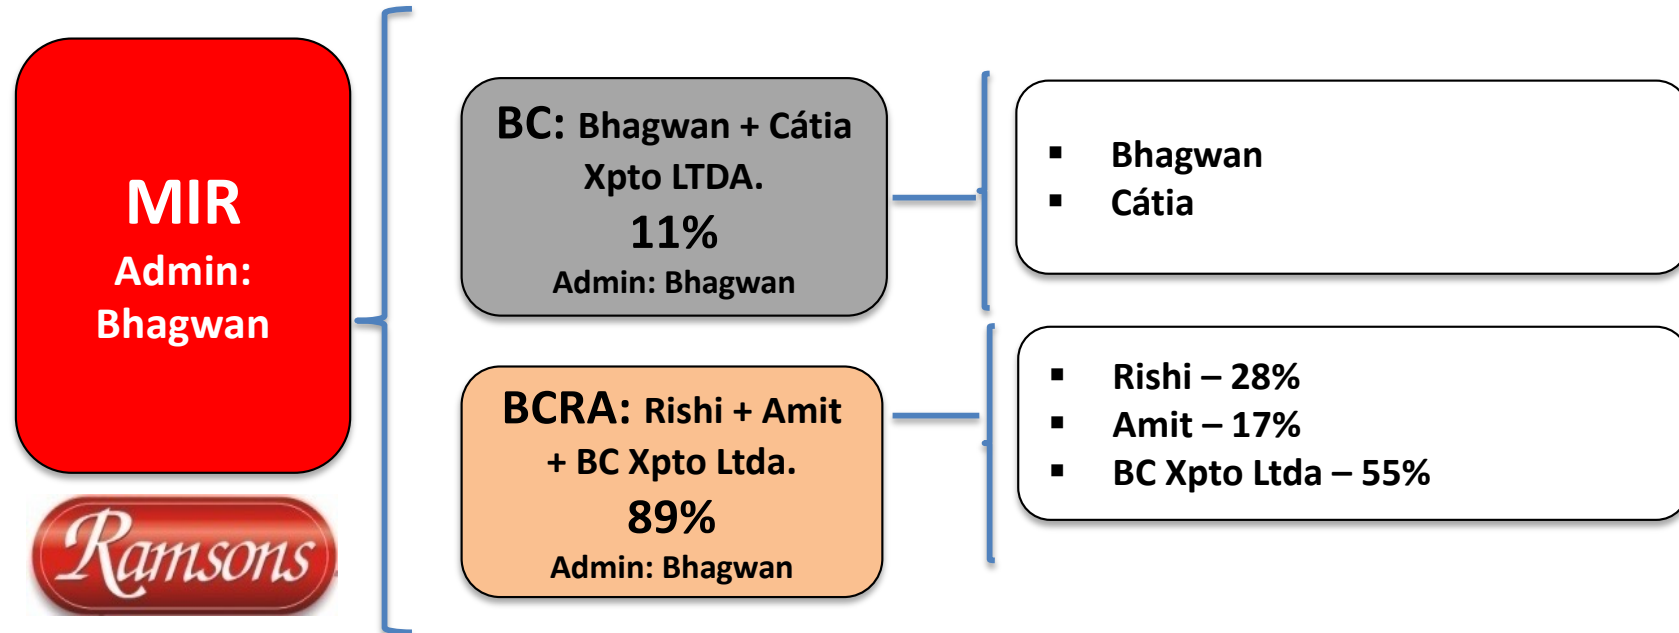 MIR
Admin:
Bhagwan
Ramsons
BC: Bhagwan + Cátia
Xpto LTDA.
11%
Admin: Bhagwan
▪ Bhagwan
▪ Cátia
BCRA: Rishi + Amit
+ BC Xpto Ltda.
89%
Admin: Bhagwan
▪ Rishi – 28%
▪ Amit – 17%
▪ BC Xpto Ltda – 55%